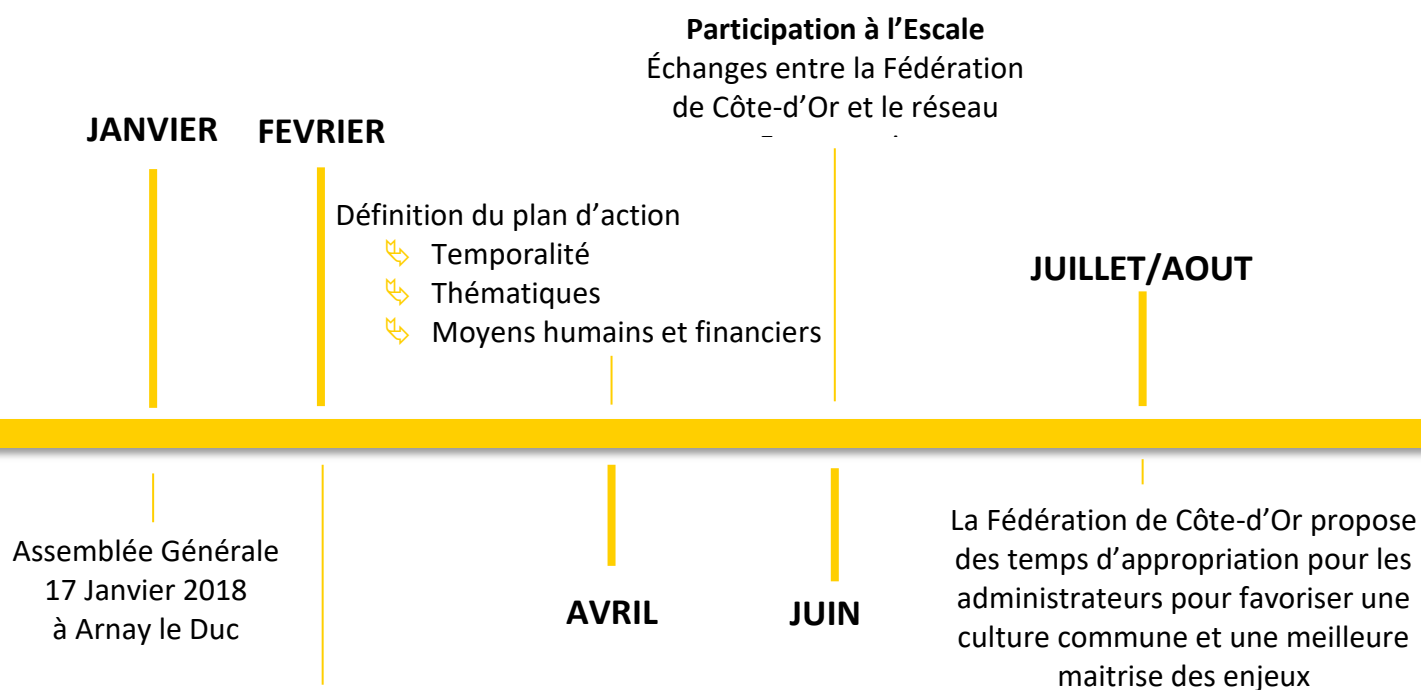 Participation à l’Escale
Échanges entre la Fédération
de Côte-d’Or et le réseau
JANVIER
FEVRIER
Définition du plan d’action
Temporalité
Thématiques
Moyens humains et financiers
JUILLET/AOUT
Assemblée Générale
17 Janvier 2018
à Arnay le Duc
AVRIL
JUIN
La Fédération de Côte-d’Or propose
des temps d’appropriation pour les
administrateurs pour favoriser une
culture commune et une meilleure
maitrise des enjeux